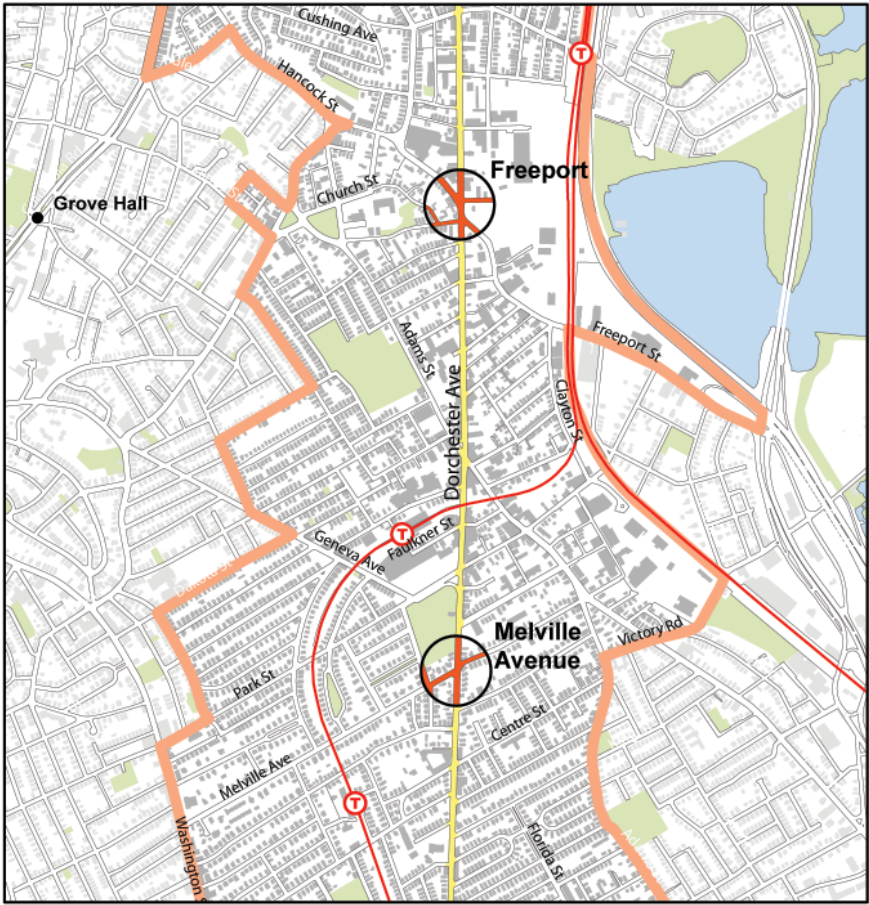 Cushing Ave
T
Hancock St
Freeport
Church St
Grove Hall
Freeport St
Adams St
Dorchester Ave
Clayton St
T
Faulkner St
Geneva Ave
Melville
Avenue
Victory Rd
Park St
Centre St
Melville Ave
T
Washington S
Florida St
Ad